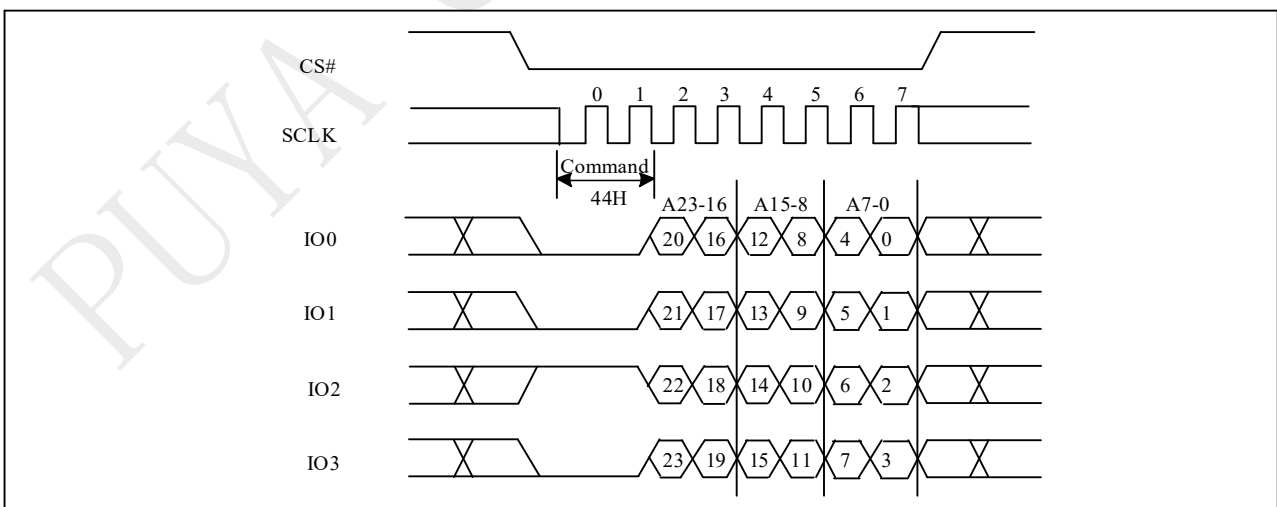 PUYA
CS#
0 1 2 3 4 5 6 7
SCLK
Command
44H
A23-16 A15-8 A7-0
IO0 20 16 12 8 4 0
IO1 21 17 13 9 5 1
IO2 22 18 14 10 6 2
IO3 23 19 15 11 7 3